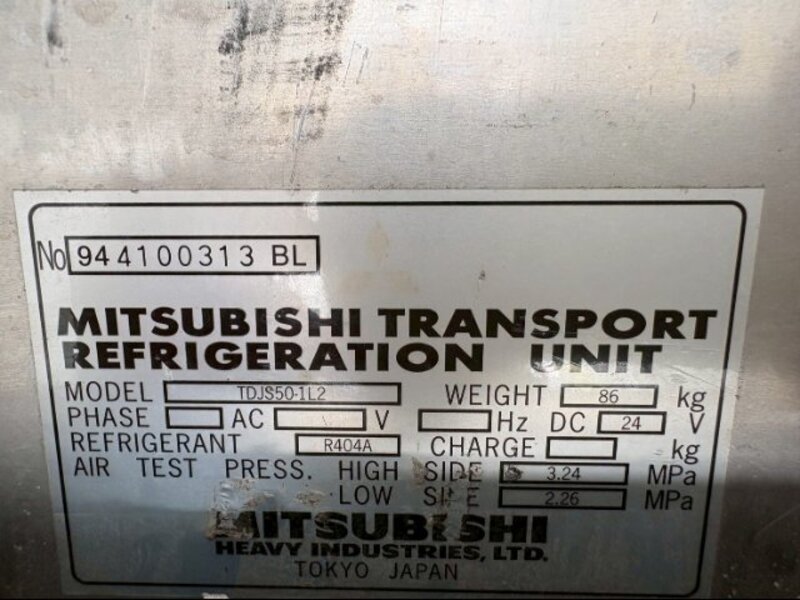 No 944100313 BL
MITSUBISHI TRANSPORT
REFRIGERATION UNIT
MODEL TDJS50-1L2 WEIGHT 86 kg
PHASE AC V Hz DC 24 V
REFRIGERANT R404A CHARGE kg
AIR TEST PRESS. HIGH SIDE 3.24 MPa
LOW SIDE 2.26 MPa
MITSUBISHI
HEAVY INDUSTRIES, LTD.
TOKYO JAPAN